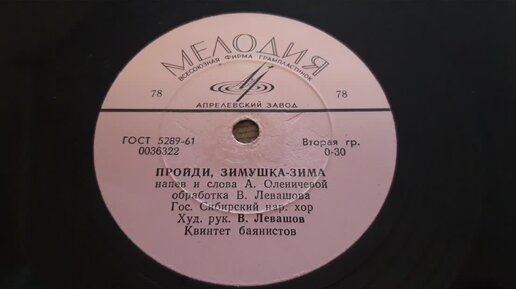 МЕЛОДИЯ
ВСЕСОЮЗНАЯ ФИРМА ГРАМПЛАСТИНОК
78 78
АПРЕЛЕВСКИЙ ЗАВОД
ГОСТ 5289-61 Вторая гр.
0036322 0-30
ПРОЙДИ, ЗИМУШКА-ЗИМА
напев и слова А. Оленичевой
обработка В. Левашова
Гос. Сибирский нар. хор
Худ. рук. В. Левашов
Квинтет баянистов